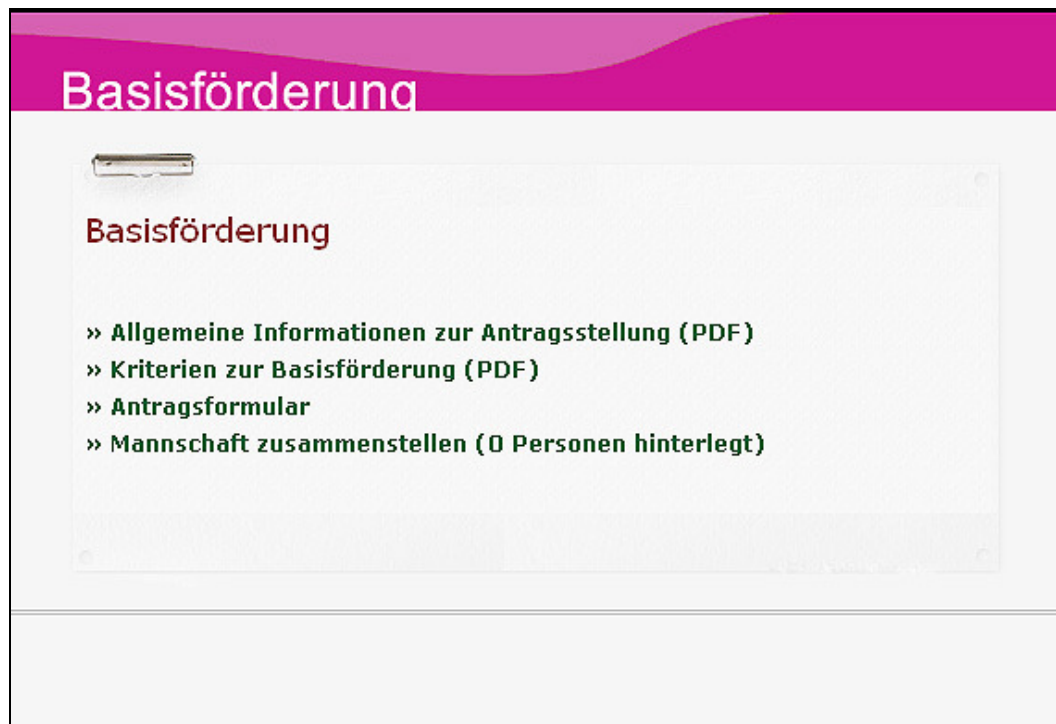 Basisförderung
Basisförderung
» Allgemeine Informationen zur Antragsstellung (PDF)
» Kriterien zur Basisförderung (PDF)
» Antragsformular
» Mannschaft zusammenstellen (0 Personen hinterlegt)